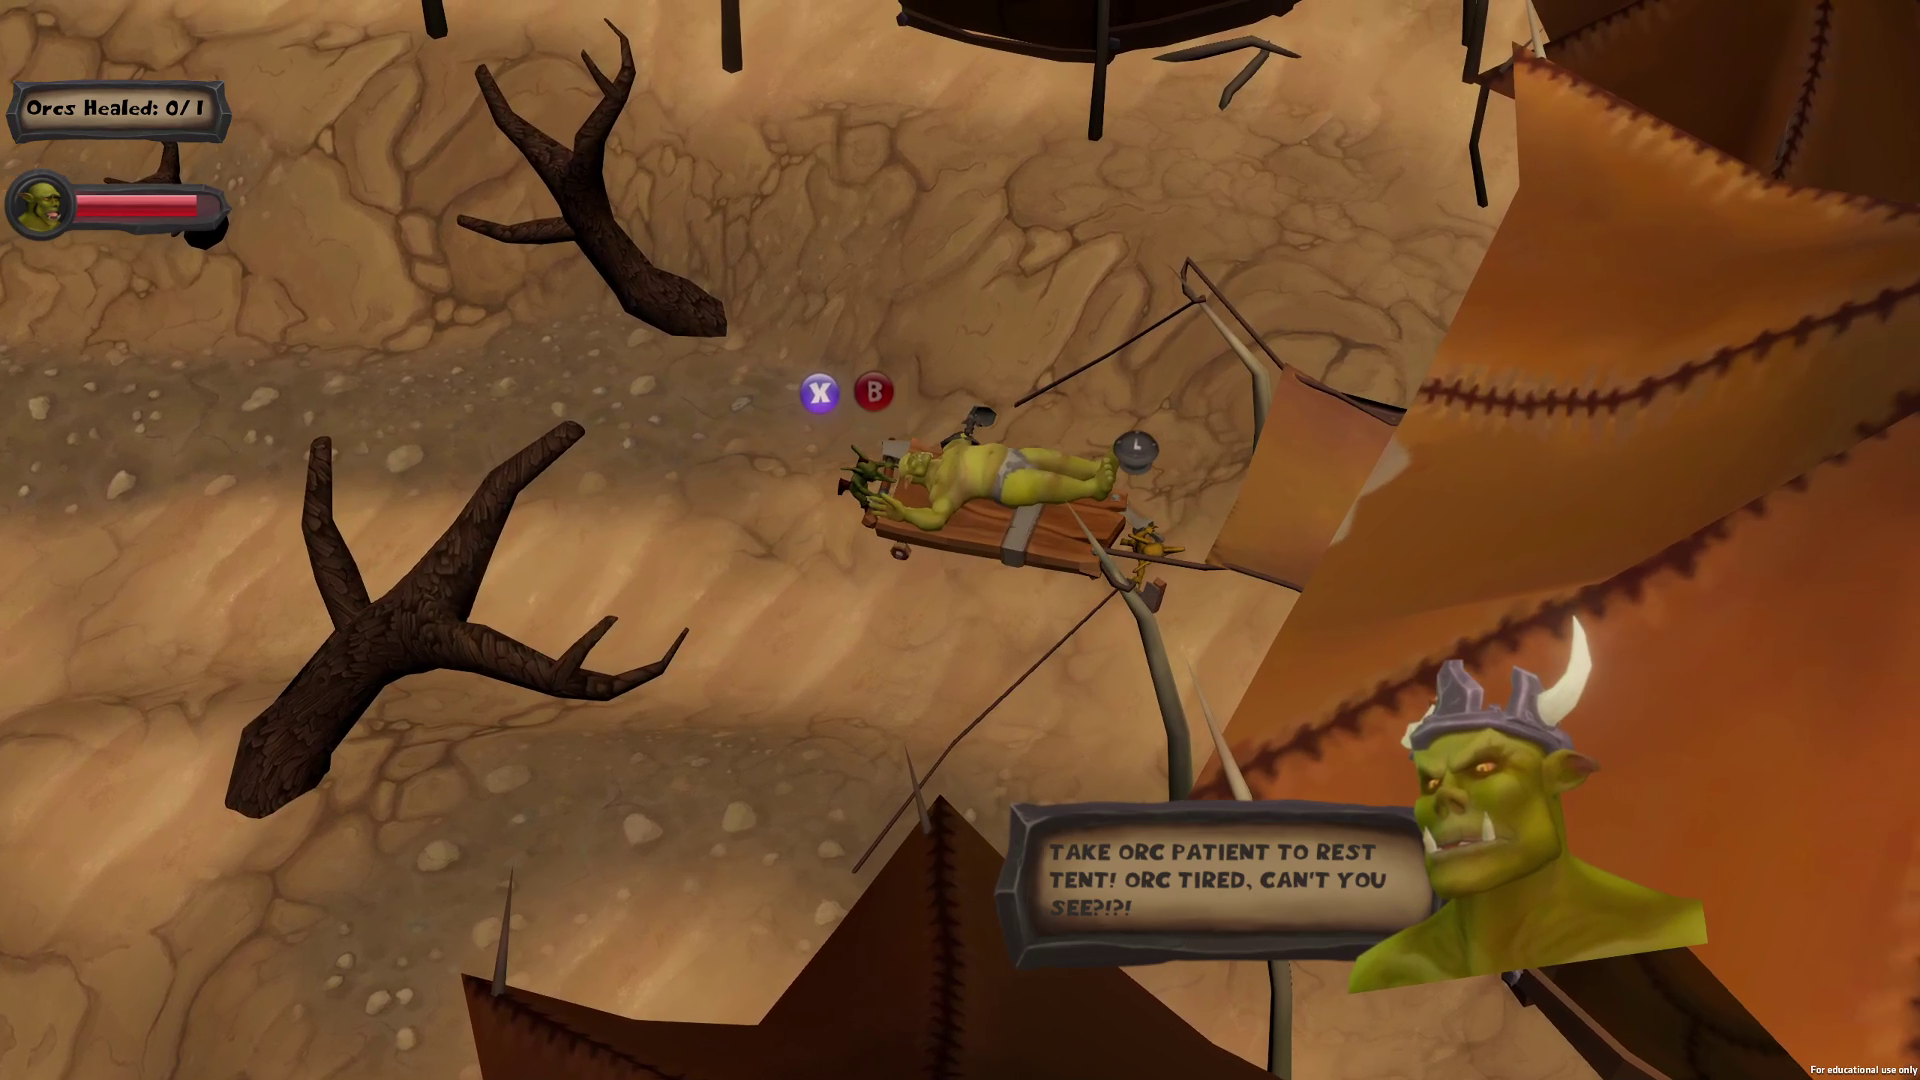 Orcs Healed: 0/1
X B
L
TAKE ORC PATIENT TO REST
TENT! ORC TIRED, CAN'T YOU
SEE?!?!
For educational use only